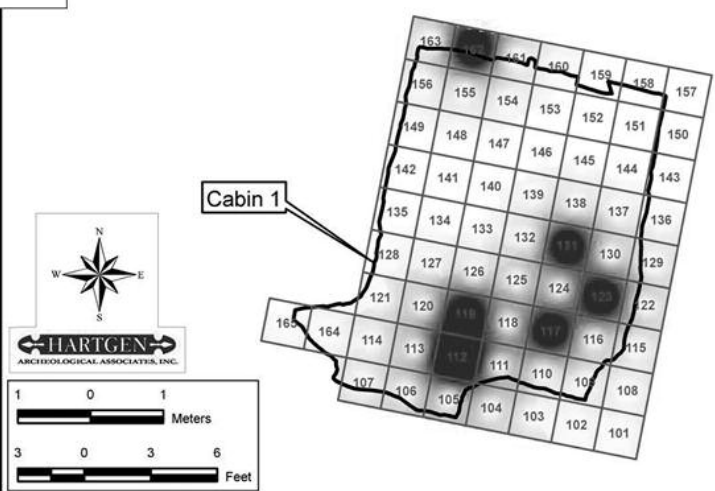 163 162 161 160 159 158 157
156 155 154 153 152 151 150
149 148 147 146 145 144 143
142 141 140 139 138 137 136
Cabin 1
135 134 133 132 131 130 129
128 127 126 125 124 123 122
121 120 119 118 117 116 115
165 164 114 113 112 111 110 109 108
107 106 105 104 103 102 101
N
W E
S
HARTGEN
ARCHEOLOGICAL ASSOCIATES, INC.
1 0 1
Meters
3 0 3 6
Feet